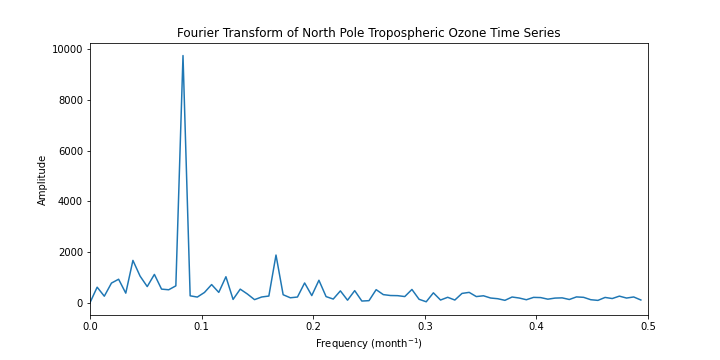 Fourier Transform of North Pole Tropospheric Ozone Time Series
10000
8000
6000
4000
2000
0
Amplitude
0.0 0.1 0.2 0.3 0.4 0.5
Frequency (month⁻¹)